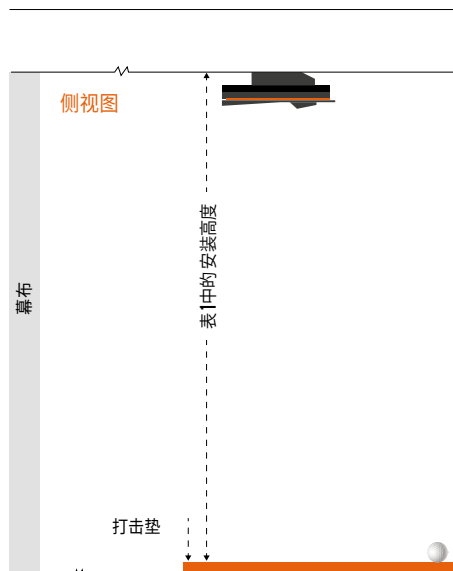 侧视图
表1中的安装高度
幕布
打击垫